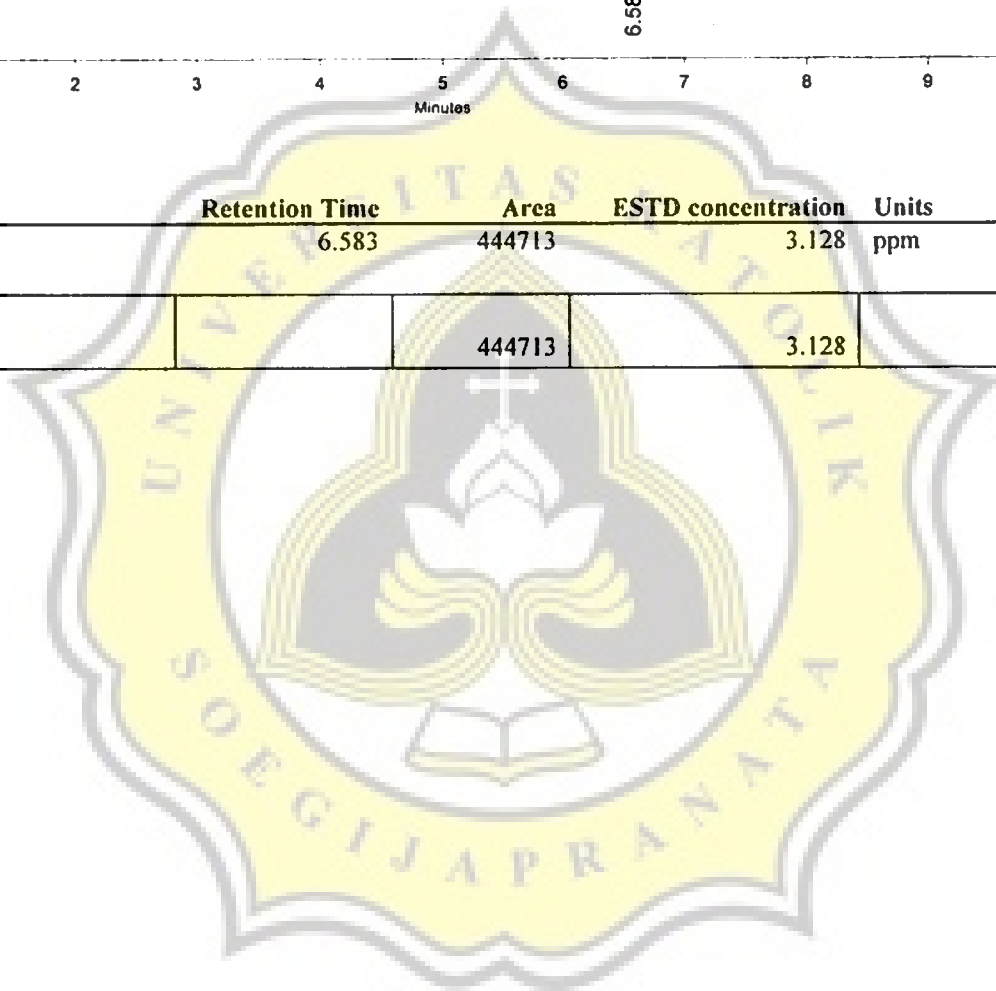 6.58
2 3 4 5 6 7 8 9
Minutes
Retention Time Area ESTD concentration Units
6.583 444713 3.128 ppm
444713 3.128
UNIVERSITAS KATOLIK
SOEGIJAPRANATA